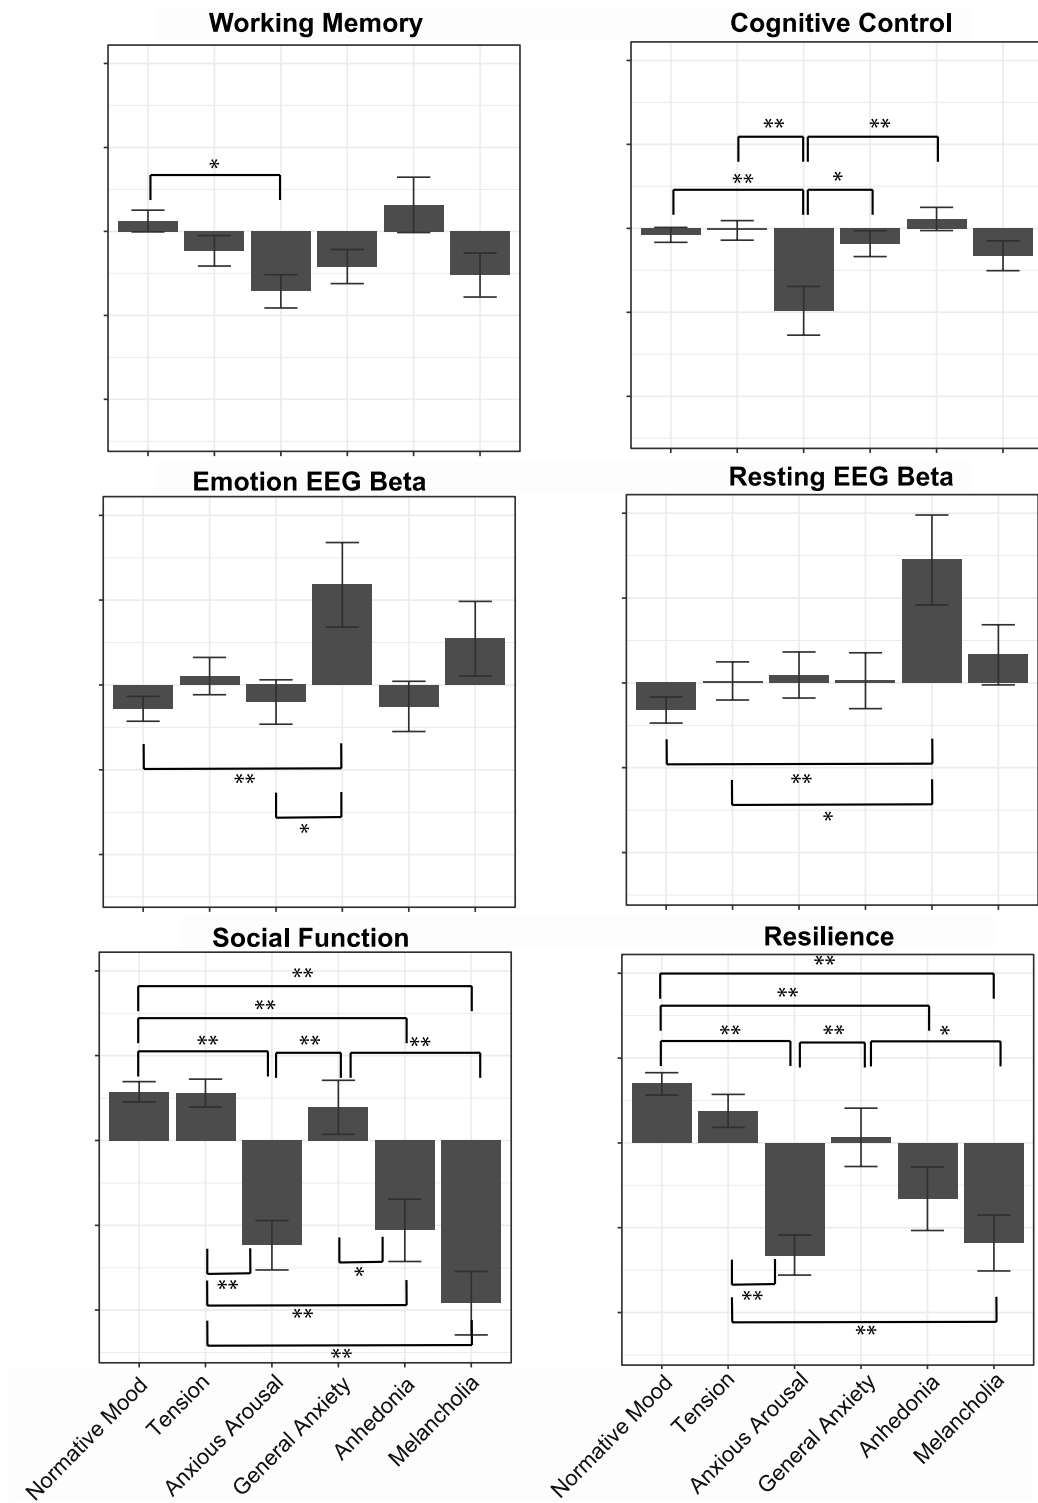 Working Memory
Cognitive Control
*
**
**
**
*
Emotion EEG Beta
Resting EEG Beta
**
*
**
*
Social Function
Resilience
**
**
**
**
**
**
*
**
**
**
**
**
**
*
**
**
Normative Mood
Tension
Anxious Arousal
General Anxiety
Anhedonia
Melancholia
Normative Mood
Tension
Anxious Arousal
General Anxiety
Anhedonia
Melancholia